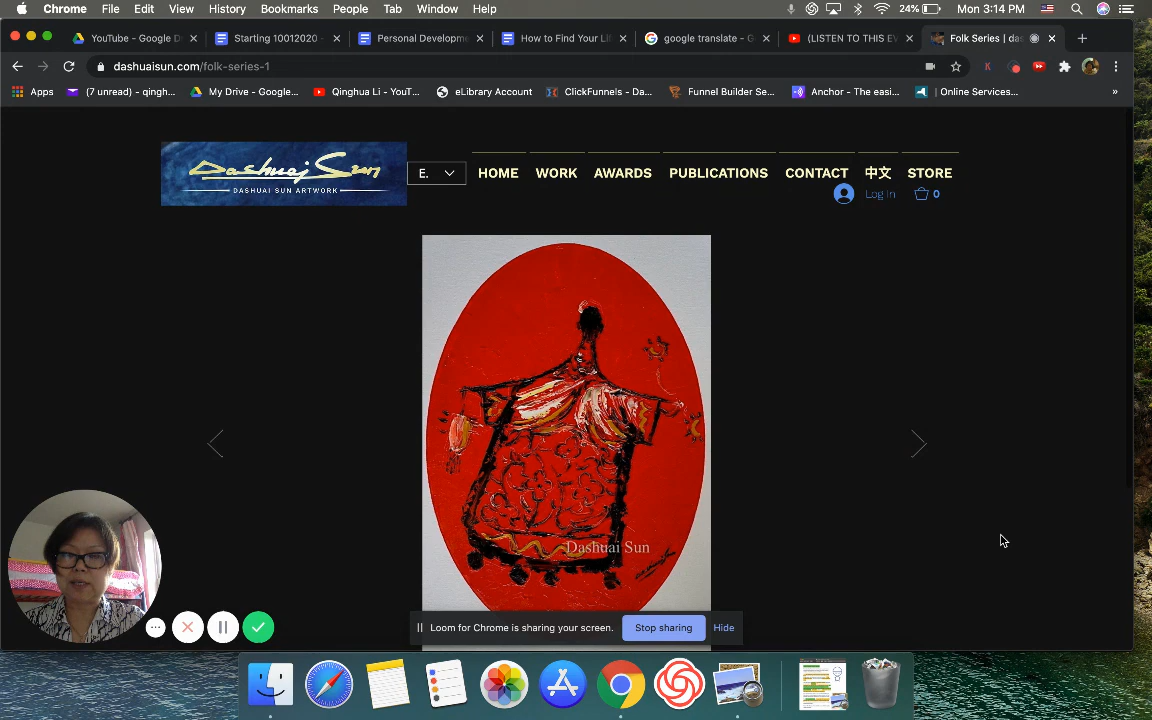 Chrome File Edit View History Bookmarks People Tab Window Help 24% Mon 3:14 PM
YouTube - Google D Starting 10012020 - Personal Developme How to Find Your Li google translate - G (LISTEN TO THIS EV Folk Series | das
dashuaisun.com/folk-series-1
Apps (7 unread) - qingh... My Drive - Google... Qinghua Li - YouT... eLibrary Account ClickFunnels - Da... Funnel Builder Se... Anchor - The easi... | Online Services... »
Dashuai Sun
DASHUAI SUN ARTWORK
E. HOME WORK AWARDS PUBLICATIONS CONTACT 中文 STORE
Log In 0
Dashuai Sun
Loom for Chrome is sharing your screen. Stop sharing Hide